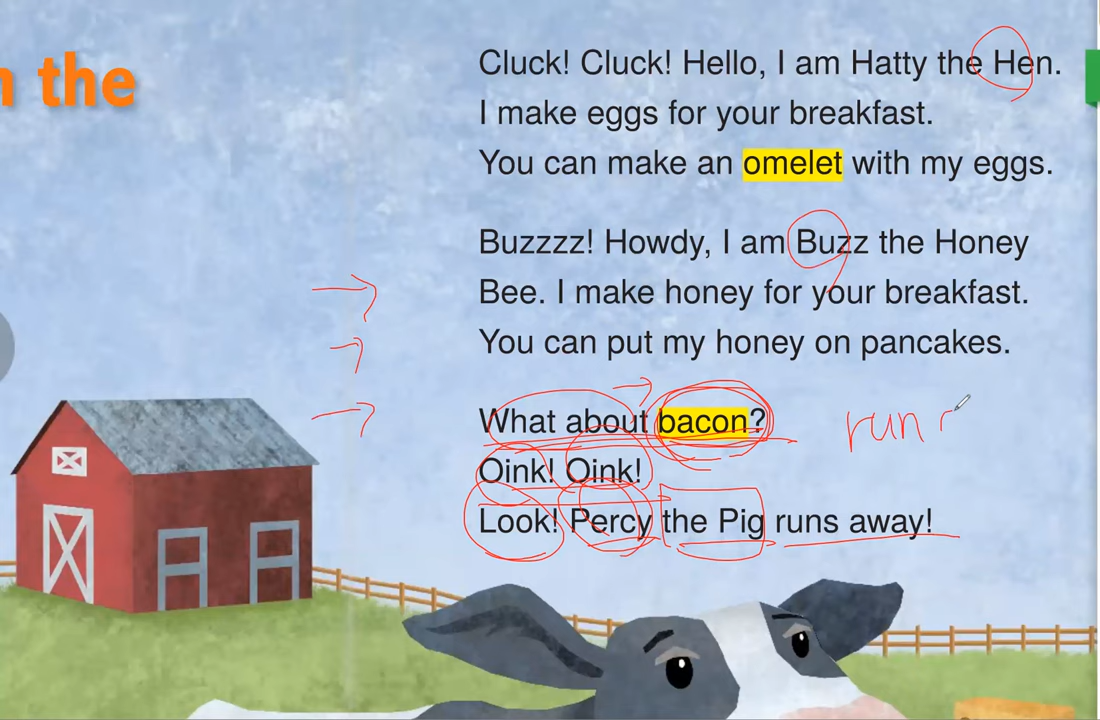 the
Cluck! Cluck! Hello, I am Hatty the Hen.
I make eggs for your breakfast.
You can make an omelet with my eggs.
Buzzzz! Howdy, I am Buzz the Honey
Bee. I make honey for your breakfast.
You can put my honey on pancakes.
What about bacon?
run
Oink! Oink!
Look! Percy the Pig runs away!